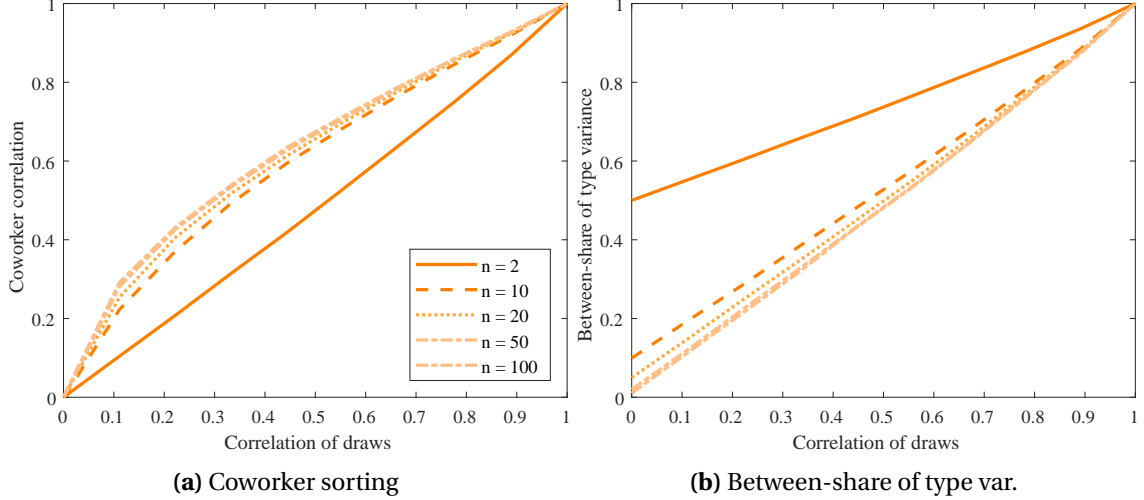 1
0.8
0.6
0.4
0.2
0
Coworker correlation
n = 2
n = 10
n = 20
n = 50
n = 100
0 0.1 0.2 0.3 0.4 0.5 0.6 0.7 0.8 0.9 1
Correlation of draws
(a) Coworker sorting
1
0.8
0.6
0.4
0.2
0
Between-share of type variance
0 0.1 0.2 0.3 0.4 0.5 0.6 0.7 0.8 0.9 1
Correlation of draws
(b) Between-share of type var.